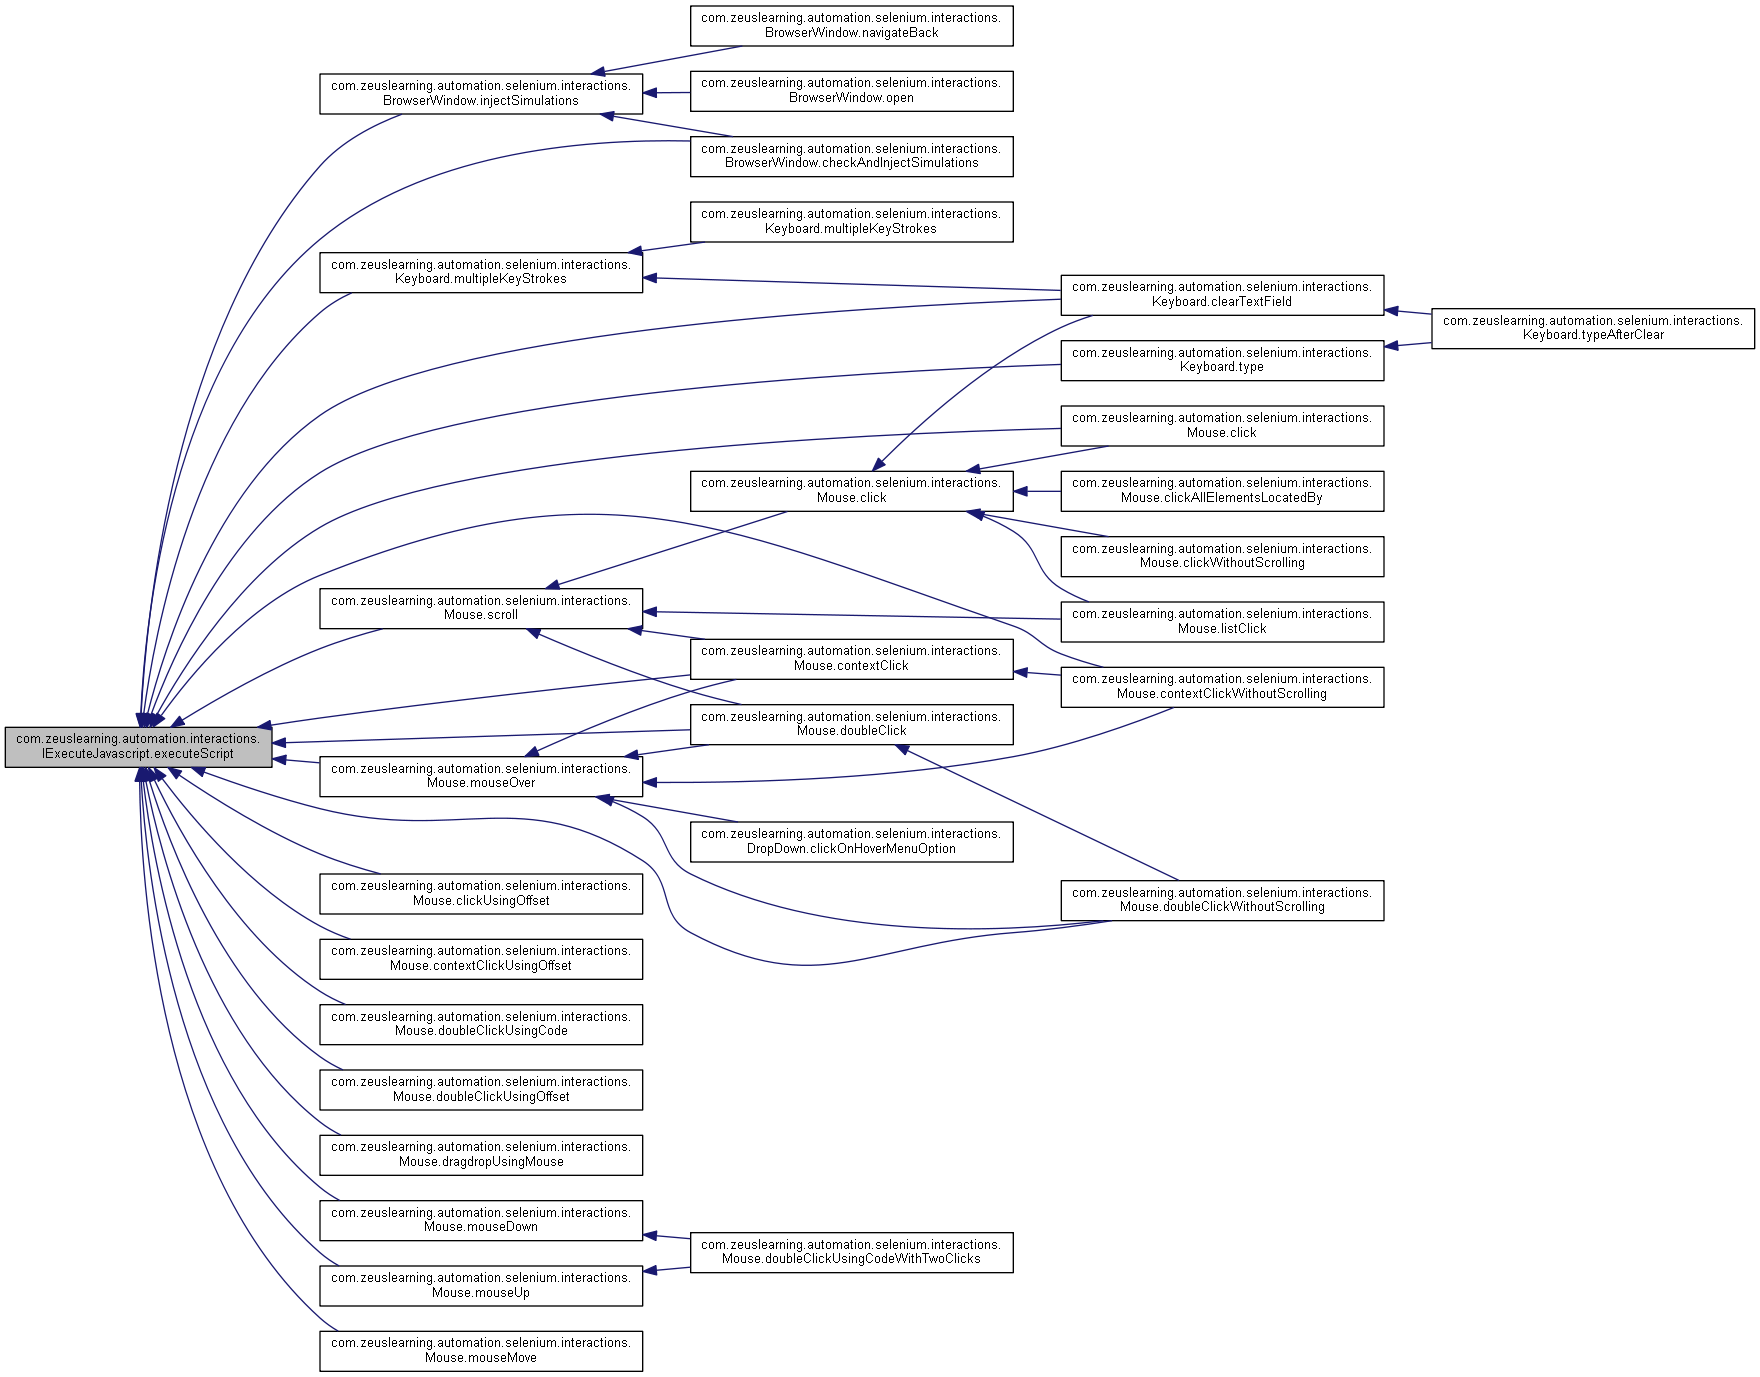 com.zeuslearning.automation.interactions.
IExecuteJavascript.executeScript
com.zeuslearning.automation.selenium.interactions.
BrowserWindow.injectSimulations
com.zeuslearning.automation.selenium.interactions.
Keyboard.multipleKeyStrokes
com.zeuslearning.automation.selenium.interactions.
Mouse.scroll
com.zeuslearning.automation.selenium.interactions.
Mouse.mouseOver
com.zeuslearning.automation.selenium.interactions.
Mouse.clickUsingOffset
com.zeuslearning.automation.selenium.interactions.
Mouse.contextClickUsingOffset
com.zeuslearning.automation.selenium.interactions.
Mouse.doubleClickUsingCode
com.zeuslearning.automation.selenium.interactions.
Mouse.doubleClickUsingOffset
com.zeuslearning.automation.selenium.interactions.
Mouse.dragdropUsingMouse
com.zeuslearning.automation.selenium.interactions.
Mouse.mouseDown
com.zeuslearning.automation.selenium.interactions.
Mouse.mouseUp
com.zeuslearning.automation.selenium.interactions.
Mouse.mouseMove
com.zeuslearning.automation.selenium.interactions.
BrowserWindow.navigateBack
com.zeuslearning.automation.selenium.interactions.
BrowserWindow.open
com.zeuslearning.automation.selenium.interactions.
BrowserWindow.checkAndInjectSimulations
com.zeuslearning.automation.selenium.interactions.
Keyboard.multipleKeyStrokes
com.zeuslearning.automation.selenium.interactions.
Mouse.click
com.zeuslearning.automation.selenium.interactions.
Mouse.contextClick
com.zeuslearning.automation.selenium.interactions.
Mouse.doubleClick
com.zeuslearning.automation.selenium.interactions.
DropDown.clickOnHoverMenuOption
com.zeuslearning.automation.selenium.interactions.
Mouse.doubleClickUsingCodeWithTwoClicks
com.zeuslearning.automation.selenium.interactions.
Keyboard.clearTextField
com.zeuslearning.automation.selenium.interactions.
Keyboard.type
com.zeuslearning.automation.selenium.interactions.
Mouse.click
com.zeuslearning.automation.selenium.interactions.
Mouse.clickAllElementsLocatedBy
com.zeuslearning.automation.selenium.interactions.
Mouse.clickWithoutScrolling
com.zeuslearning.automation.selenium.interactions.
Mouse.listClick
com.zeuslearning.automation.selenium.interactions.
Mouse.contextClickWithoutScrolling
com.zeuslearning.automation.selenium.interactions.
Mouse.doubleClickWithoutScrolling
com.zeuslearning.automation.selenium.interactions.
Keyboard.typeAfterClear